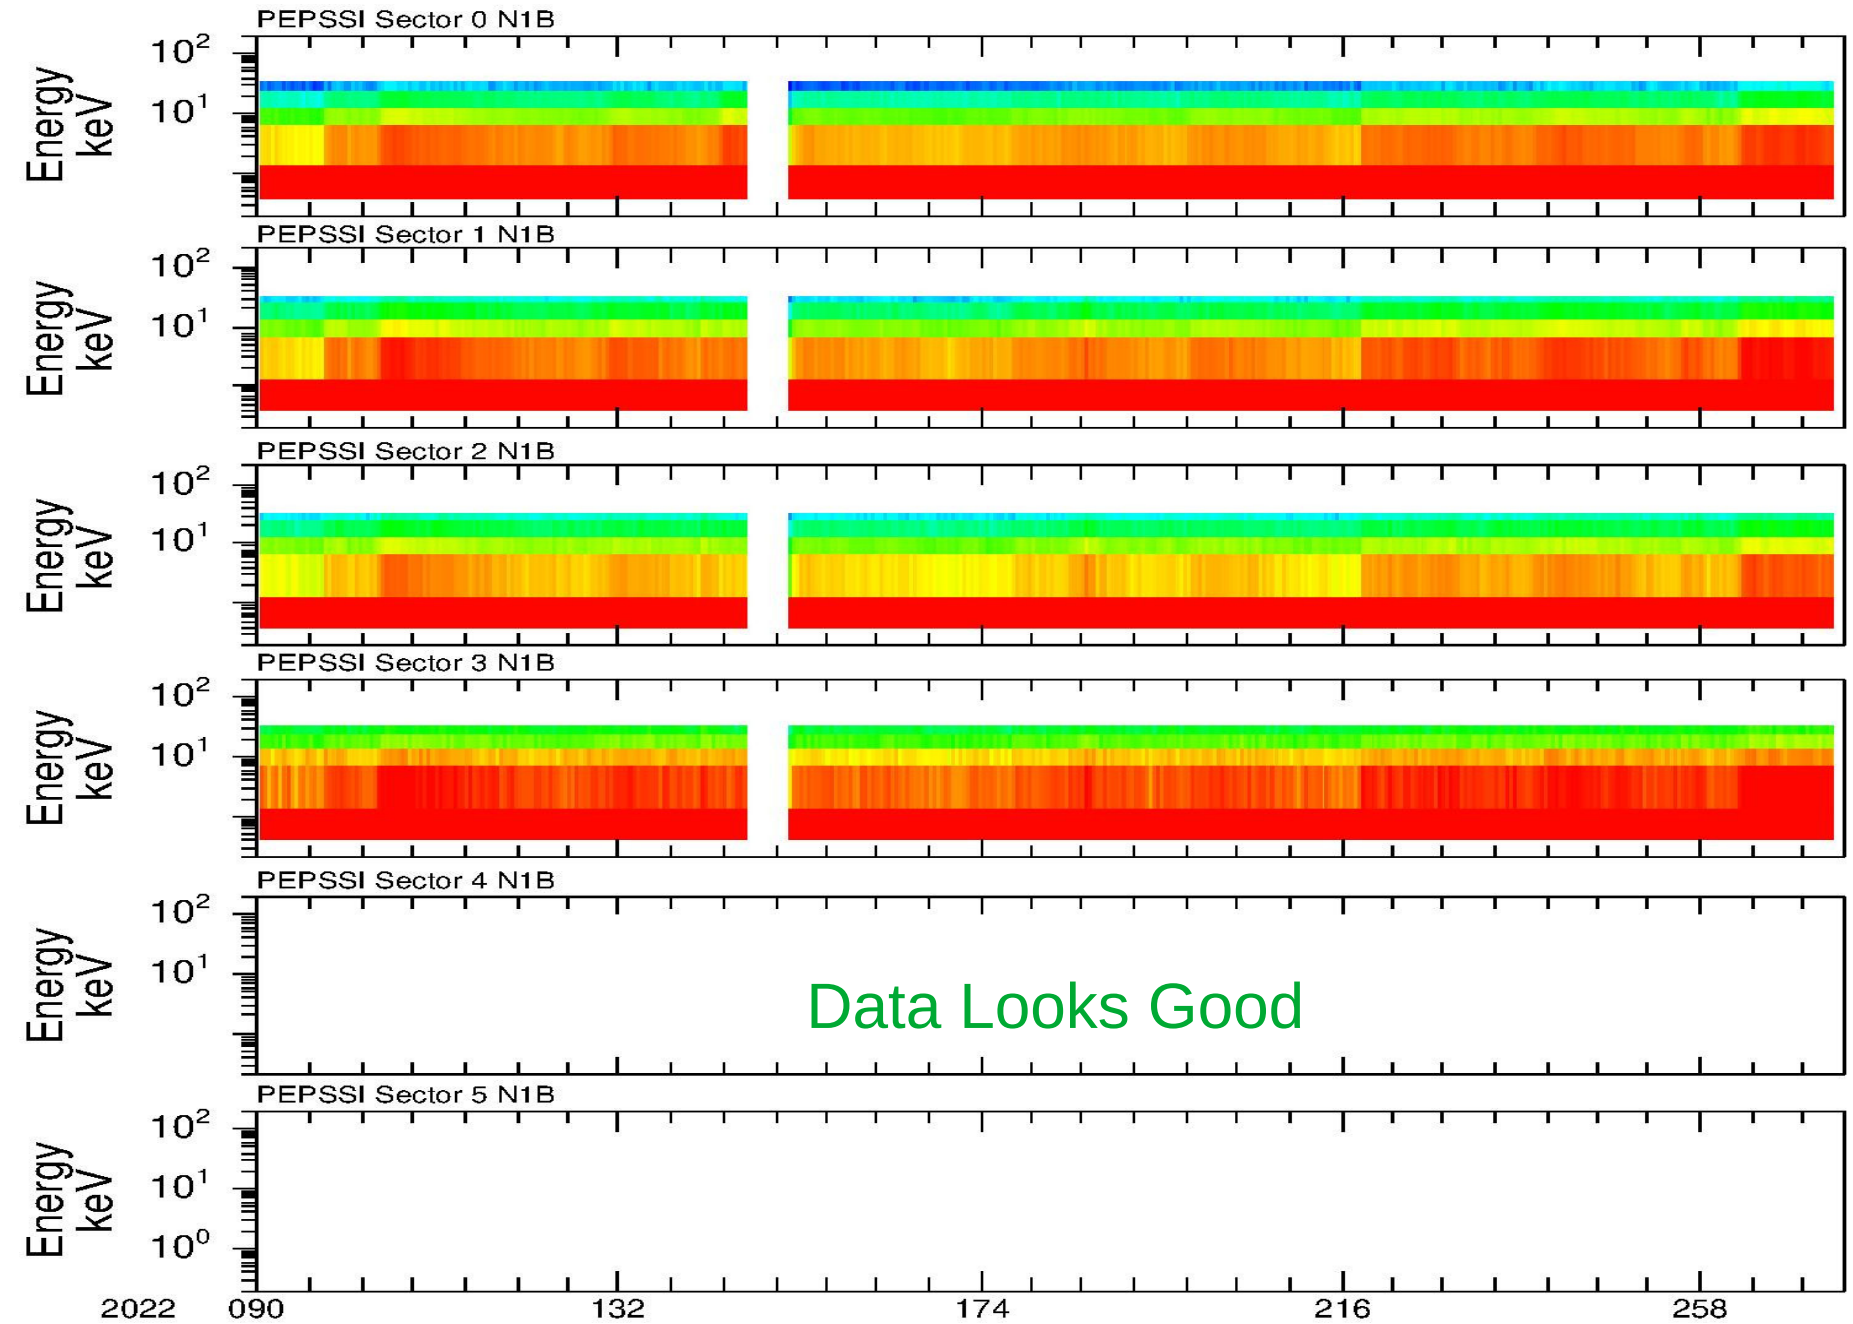 PEPSSI Sector 0 N1B
10²
10¹
Energy
keV
PEPSSI Sector 1 N1B
10²
10¹
Energy
keV
PEPSSI Sector 2 N1B
10²
10¹
Energy
keV
PEPSSI Sector 3 N1B
10²
10¹
Energy
keV
PEPSSI Sector 4 N1B
10²
10¹
Energy
keV
Data Looks Good
PEPSSI Sector 5 N1B
10²
10¹
10⁰
Energy
keV
2022 090 132 174 216 258